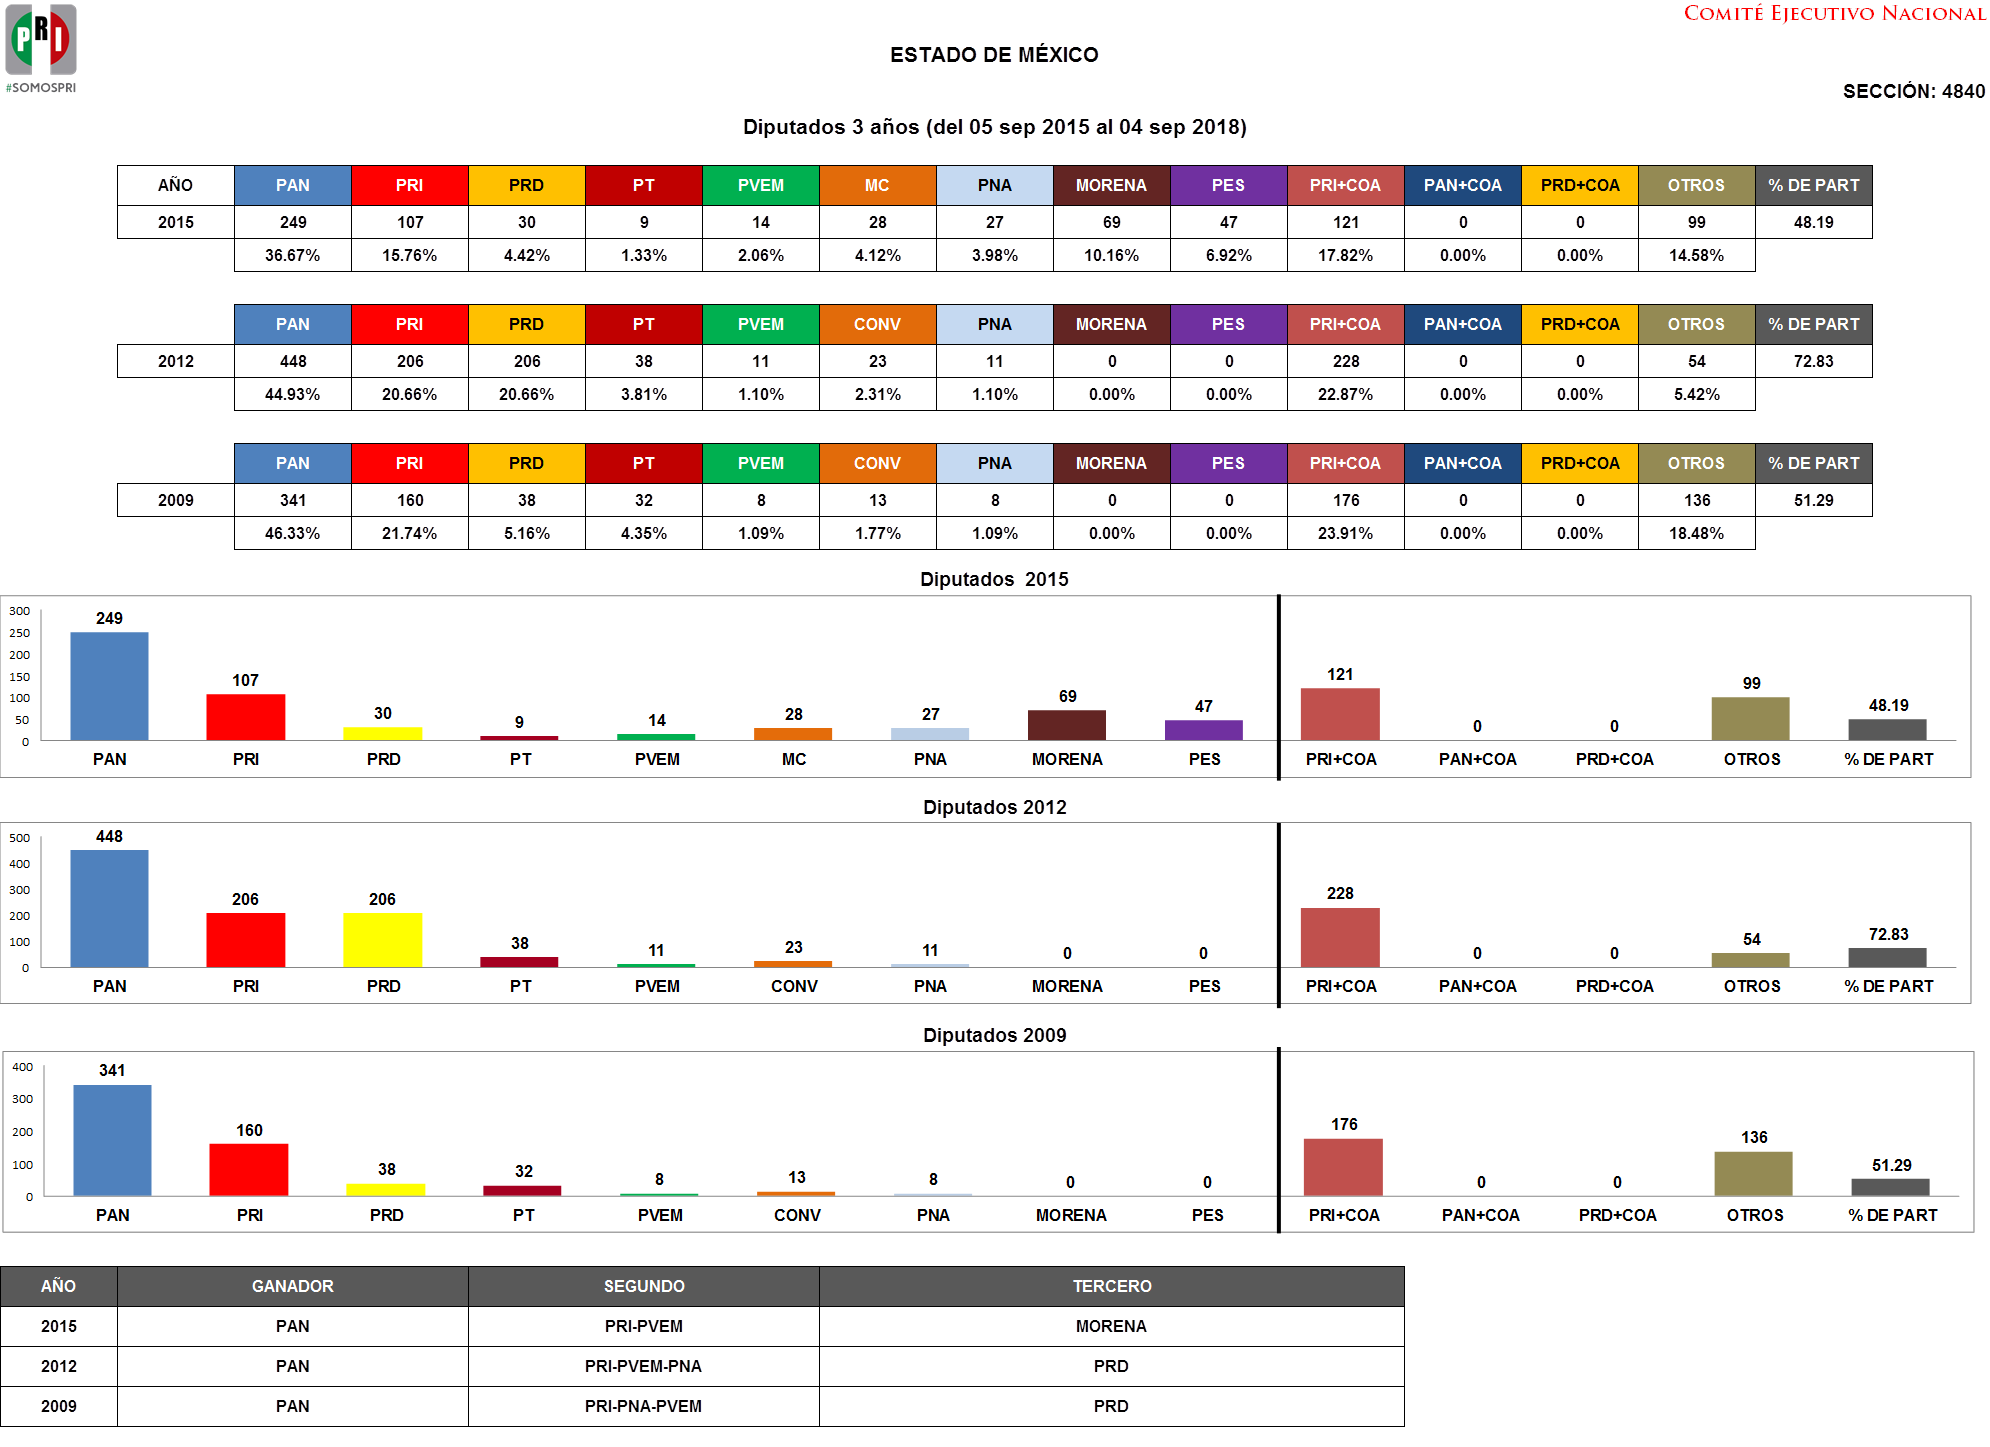 PRI
#SOMOSPRI
COMITÉ EJECUTIVO NACIONAL
ESTADO DE MÉXICO
SECCIÓN: 4840
Diputados 3 años (del 05 sep 2015 al 04 sep 2018)
AÑO PAN PRI PRD PT PVEM MC PNA MORENA PES PRI+COA PAN+COA PRD+COA OTROS % DE PART
2015 249 107 30 9 14 28 27 69 47 121 0 0 99 48.19
36.67% 15.76% 4.42% 1.33% 2.06% 4.12% 3.98% 10.16% 6.92% 17.82% 0.00% 0.00% 14.58%
PAN PRI PRD PT PVEM CONV PNA MORENA PES PRI+COA PAN+COA PRD+COA OTROS % DE PART
2012 448 206 206 38 11 23 11 0 0 228 0 0 54 72.83
44.93% 20.66% 20.66% 3.81% 1.10% 2.31% 1.10% 0.00% 0.00% 22.87% 0.00% 0.00% 5.42%
PAN PRI PRD PT PVEM CONV PNA MORENA PES PRI+COA PAN+COA PRD+COA OTROS % DE PART
2009 341 160 38 32 8 13 8 0 0 176 0 0 136 51.29
46.33% 21.74% 5.16% 4.35% 1.09% 1.77% 1.09% 0.00% 0.00% 23.91% 0.00% 0.00% 18.48%
Diputados 2015
300
250
200
150
100
50
0
249 107 30 9 14 28 27 69 47 121 0 0 99 48.19
PAN PRI PRD PT PVEM MC PNA MORENA PES PRI+COA PAN+COA PRD+COA OTROS % DE PART
Diputados 2012
500
400
300
200
100
0
448 206 206 38 11 23 11 0 0 228 0 0 54 72.83
PAN PRI PRD PT PVEM CONV PNA MORENA PES PRI+COA PAN+COA PRD+COA OTROS % DE PART
Diputados 2009
400
300
200
100
0
341 160 38 32 8 13 8 0 0 176 0 0 136 51.29
PAN PRI PRD PT PVEM CONV PNA MORENA PES PRI+COA PAN+COA PRD+COA OTROS % DE PART
AÑO GANADOR SEGUNDO TERCERO
2015 PAN PRI-PVEM MORENA
2012 PAN PRI-PVEM-PNA PRD
2009 PAN PRI-PNA-PVEM PRD